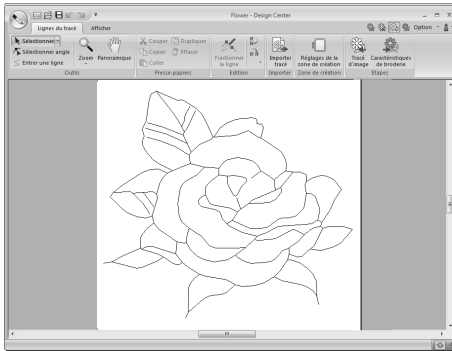 Flower - Design Center
Lignes du tracé Afficher
Option
Sélectionner
Sélectionner angle
Entrer une ligne
Zoom Panoramique
Outils
Couper Dupliquer
Copier Effacer
Coller
Presse-papiers
Fractionner la ligne
Edition
Importer tracé
Importer
Réglages de la zone de création
Zone de création
Tracé d'image
Caractéristiques de broderie
Etapes